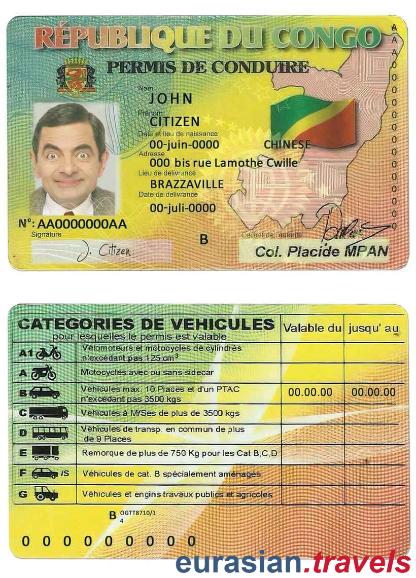 RÉPUBLIQUE DU CONGO
PERMIS DE CONDUIRE
Nom
JOHN
Prénom
CITIZEN
Date et lieu de naissance
00-juin-0000 CHINESE
Adresse
000 bis rue Lamothe Cwille
Lieu de délivrance
BRAZZAVILLE
Date de délivrance
00-juli-0000
N°: AA0000000AA
Signature
J. Citizen
B
Col. Placide MPAN
CATEGORIES DE VEHICULES
pour lesquelles le permis est valable
Valable du jusqu' au
A1 Vélomoteurs et motocycles de cylindrés
n'excédant pas 125 cm³
A Motocycles avec ou sans sidecar
B Véhicules max. 10 Places et d'un PTAC
n'excédant pas 3500 kgs 00.00.00 00.00.00
C Véhicules à M/Ses de plus de 3500 kgs
D Véhicules de transp. en commun de plus
de 9 Places
E Remorque de plus de 750 Kg pour les Cat B,C,D
F /S Véhicules de cat. B spécialement aménagés
G Véhicules et engins travaux publics et agricoles
B OGTT8710/1
4
0 0 0 0 0 0 0 0 0
eurasian.travels